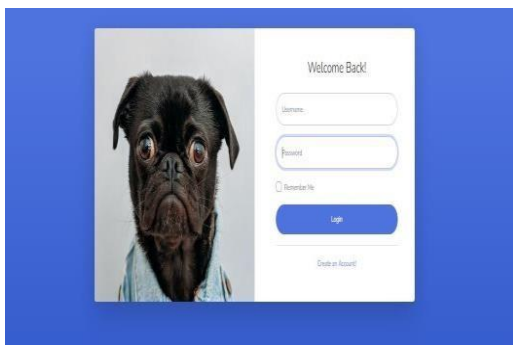 Welcome Back!
Username...
Password
Remember Me
Login
Create an Account!